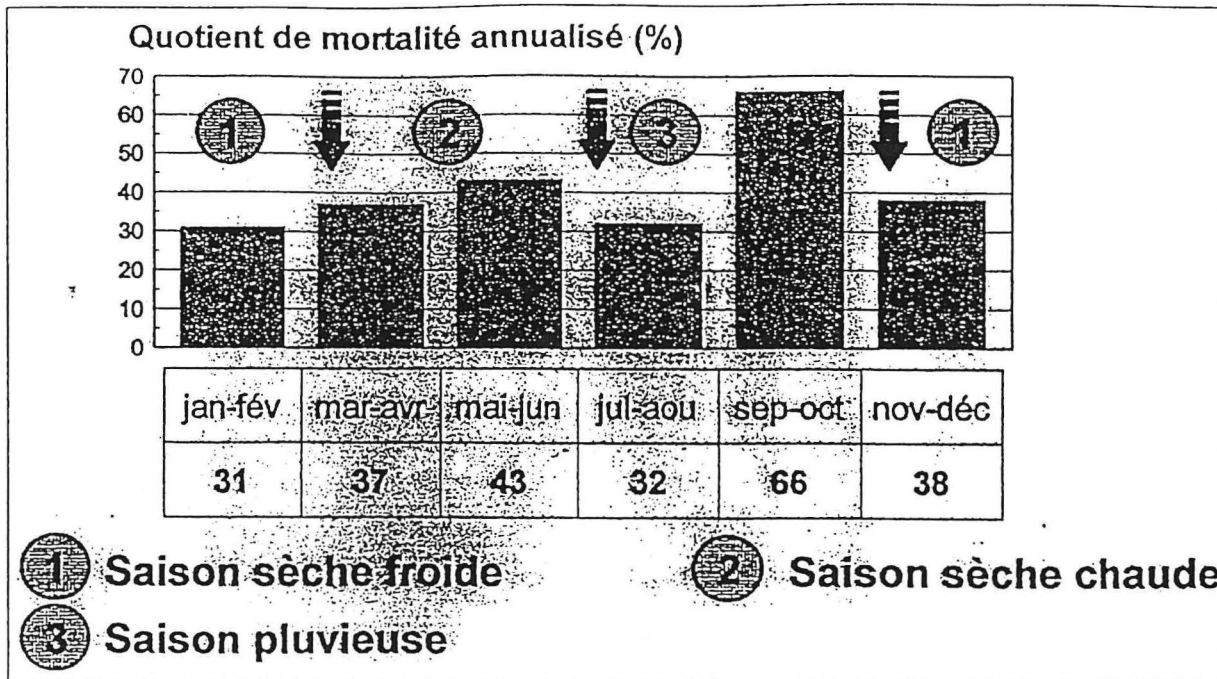 Quotient de mortalité annualisé (%)
70
60
50
40
30
20
10
0
1
2
3
1
jan-fév mar-avr mai-jun jul-aou sep-oct nov-déc
31 37 43 32 66 38
1 Saison sèche froide
2 Saison sèche chaude
3 Saison pluvieuse